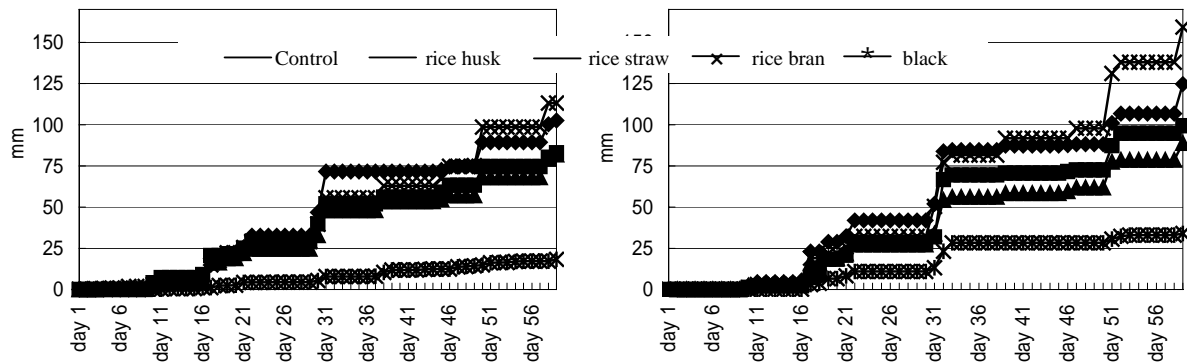 150
125
100
75
50
25
0
mm
day 1
day 6
day 11
day 16
day 21
day 26
day 31
day 36
day 41
day 46
day 51
day 56
Control
rice husk
rice straw
rice bran
black
125
100
75
50
25
0
mm
day 1
day 6
day 11
day 16
day 21
day 26
day 31
day 36
day 41
day 46
day 51
day 56